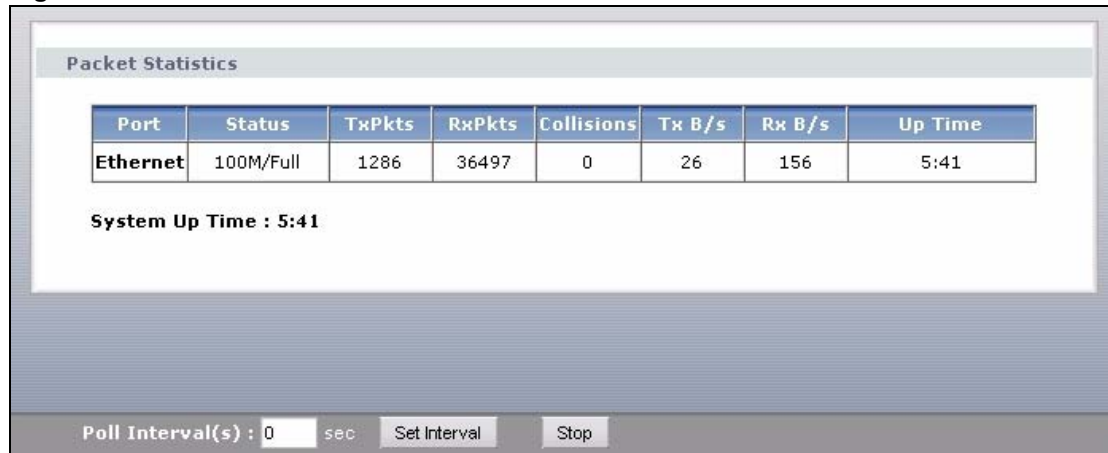 Packet Statistics
Port Status TxPkts RxPkts Collisions Tx B/s Rx B/s Up Time
Ethernet 100M/Full 1286 36497 0 26 156 5:41
System Up Time : 5:41
Poll Interval(s) : 0 sec Set Interval Stop